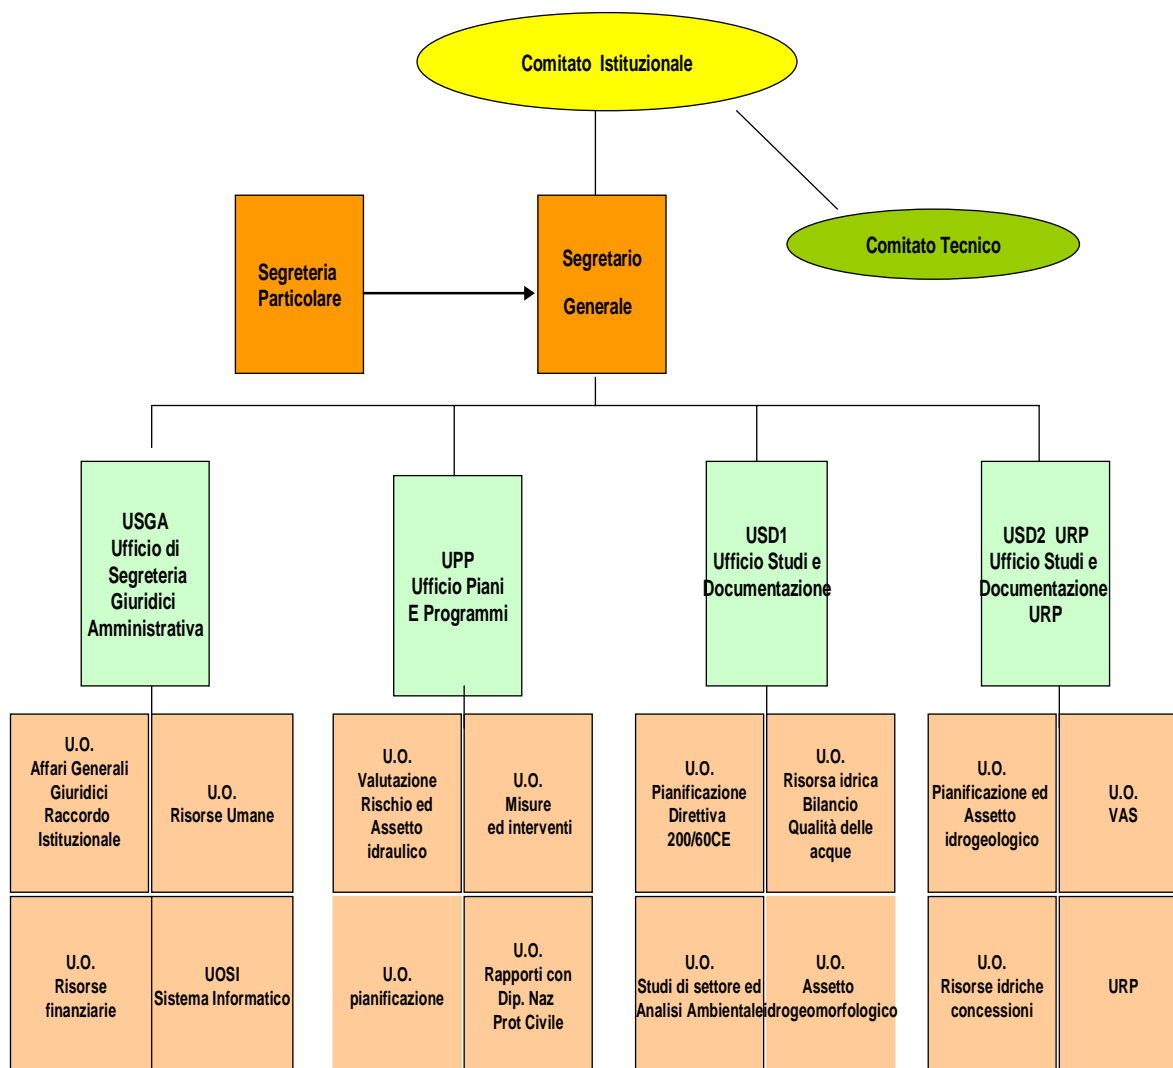 Comitato Istituzionale
Comitato Tecnico
Segreteria
Particolare
Segretario
Generale
USGA
Ufficio di
Segreteria
Giuridici
Amministrativa
UPP
Ufficio Piani
E Programmi
USD1
Ufficio Studi e
Documentazione
USD2 URP
Ufficio Studi e
Documentazione
URP
U.O.
Affari Generali
Giuridici
Raccordo
Istituzionale
U.O.
Risorse Umane
U.O.
Risorse
finanziarie
UOSI
Sistema Informatico
U.O.
Valutazione
Rischio ed
Assetto
idraulico
U.O.
Misure
ed interventi
U.O.
pianificazione
U.O.
Rapporti con
Dip. Naz
Prot Civile
U.O.
Pianificazione
Direttiva
200/60CE
U.O.
Risorsa idrica
Bilancio
Qualità delle
acque
U.O.
Studi di settore ed
Analisi Ambientale
U.O.
Assetto
idrogeomorfologico
U.O.
Pianificazione ed
Assetto
idrogeologico
U.O.
VAS
U.O.
Risorse idriche
concessioni
URP